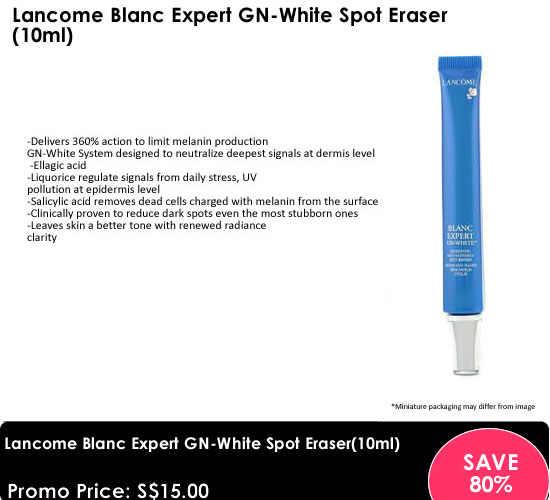 Lancome Blanc Expert GN-White Spot Eraser
(10ml)
-Delivers 360% action to limit melanin production
GN-White System designed to neutralize deepest signals at dermis level
-Ellagic acid
-Liquorice regulate signals from daily stress, UV
pollution at epidermis level
-Salicylic acid removes dead cells charged with melanin from the surface
-Clinically proven to reduce dark spots even the most stubborn ones
-Leaves skin a better tone with renewed radiance
clarity
LANCÔME
BLANC
EXPERT
GN-WHITE™
*Miniature packaging may differ from image
Lancome Blanc Expert GN-White Spot Eraser(10ml)
Promo Price: S$15.00
SAVE
80%